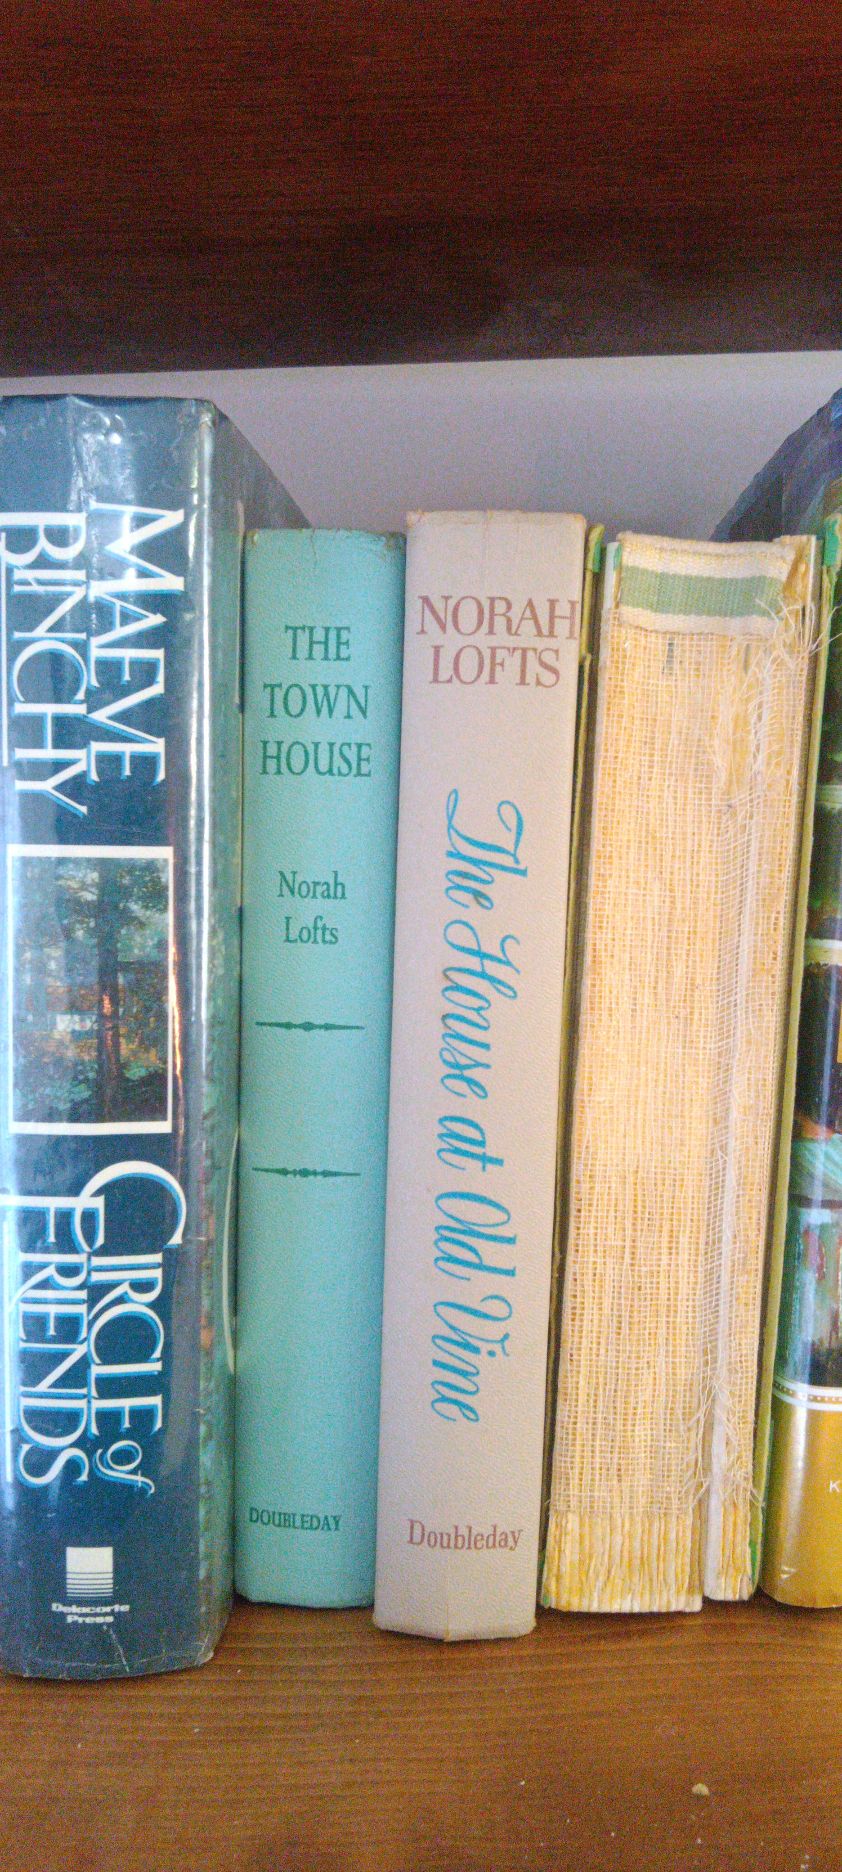 MAEVE
BINCHY
CIRCLE of
FRIENDS
Delacorte
Press
THE
TOWN
HOUSE
Norah
Lofts
DOUBLEDAY
NORAH
LOFTS
The House at Old Vine
Doubleday
K